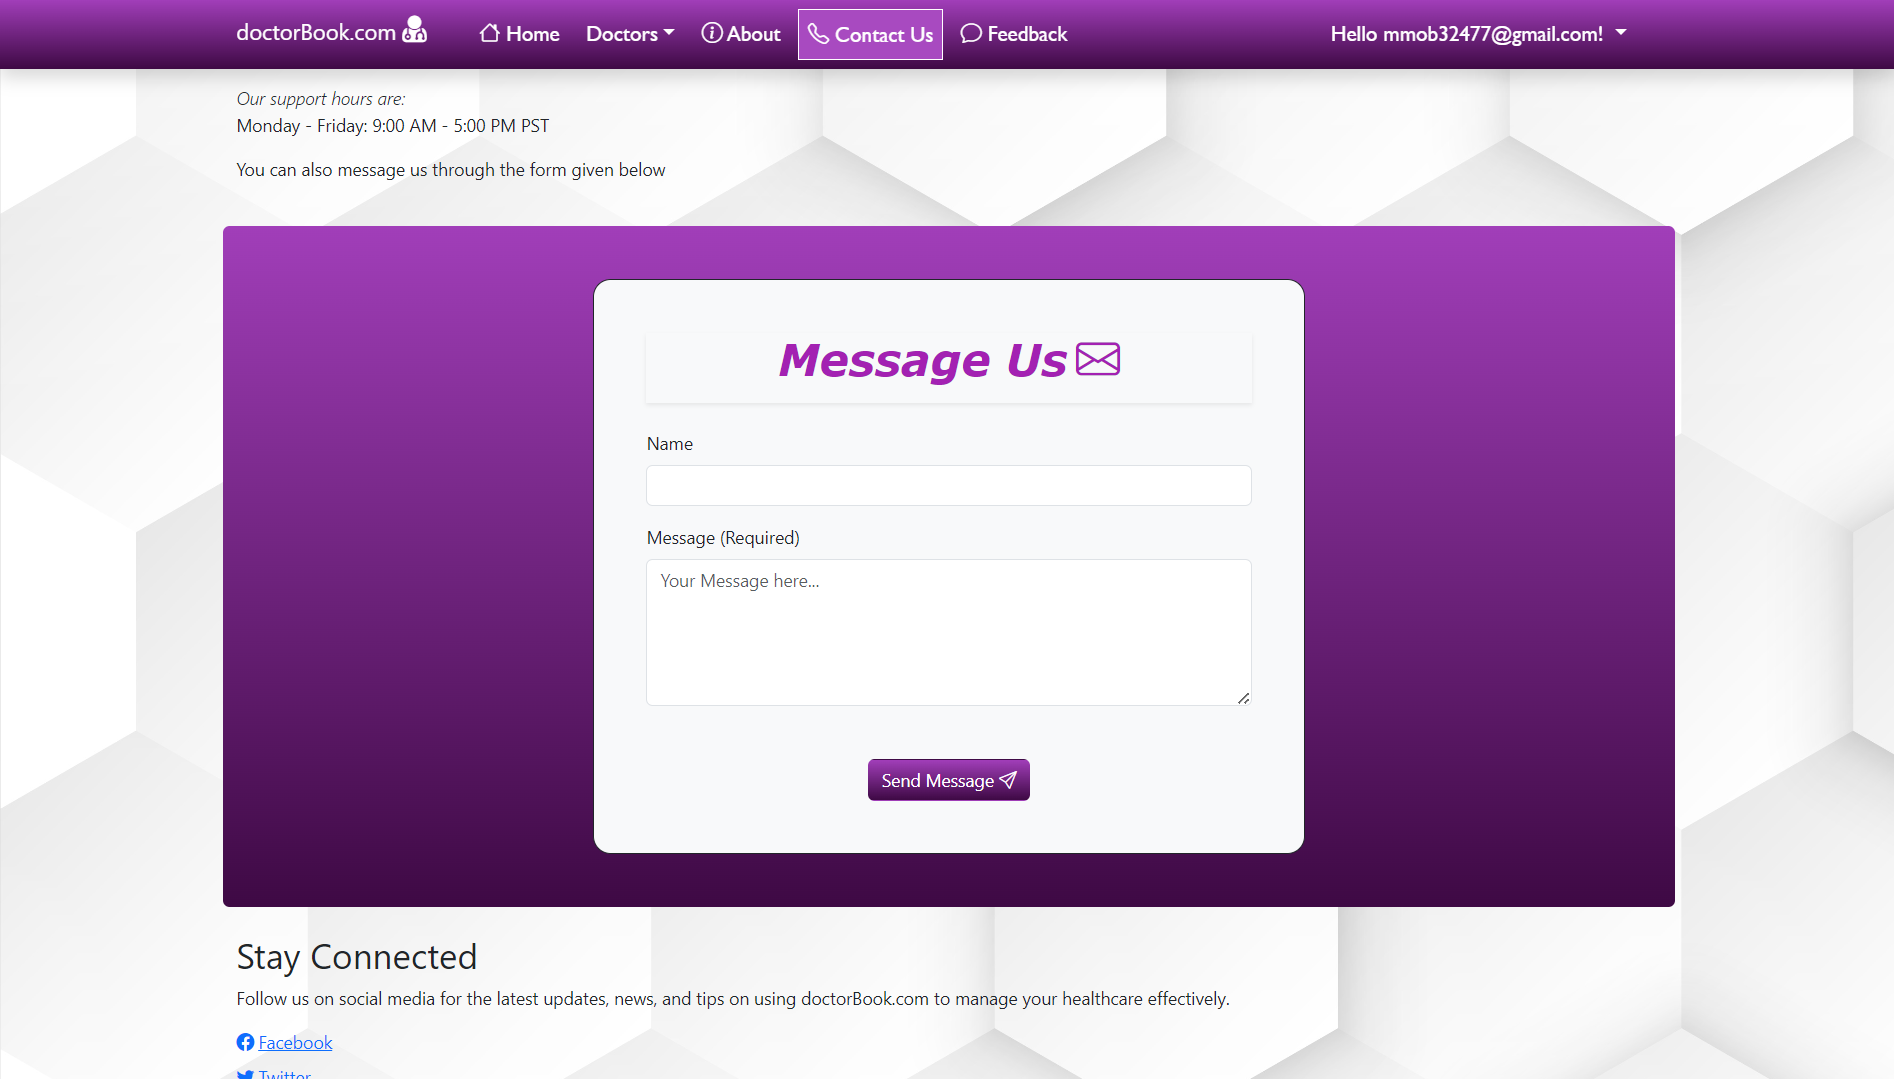 doctorBook.com Home Doctors About Contact Us Feedback Hello mmob32477@gmail.com!
Our support hours are:
Monday - Friday: 9:00 AM - 5:00 PM PST
You can also message us through the form given below
Message Us
Name
Message (Required)
Your Message here...
Send Message
Stay Connected
Follow us on social media for the latest updates, news, and tips on using doctorBook.com to manage your healthcare effectively.
Facebook
Twitter